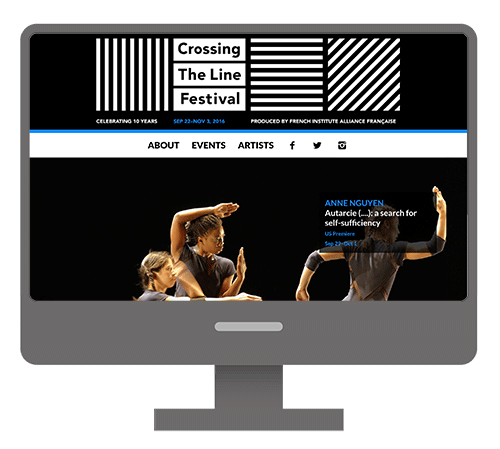 Crossing
The Line
Festival
CELEBRATING 10 YEARS SEP 22–NOV 3, 2016 PRODUCED BY FRENCH INSTITUTE ALLIANCE FRANÇAISE
ABOUT EVENTS ARTISTS
ANNE NGUYEN
Autarcie (....): a search for
self-sufficiency
US Premiere
Sep 22–Oct 1